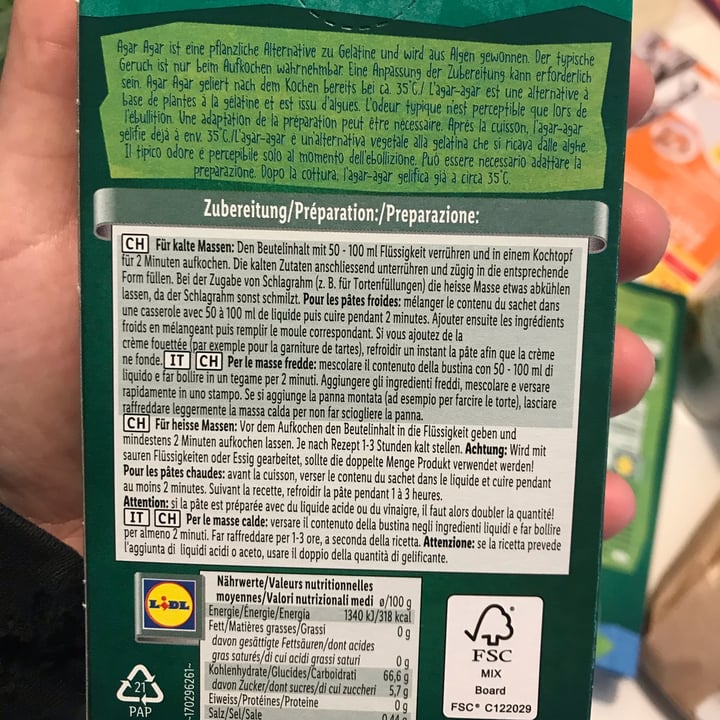 Agar Agar ist eine pflanzliche Alternative zu Gelatine und wird aus Algen gewonnen. Der typische
Geruch ist nur beim Aufkochen wahrnehmbar. Eine Anpassung der Zubereitung kann erforderlich
sein. Agar Agar geliert nach dem Kochen bereits bei ca. 35°C./ L'agar-agar est une alternative à
base de plantes à la gélatine et est issu d'algues. L'odeur typique n'est perceptible que lors de
l'ébullition. Une adaptation de la préparation peut être nécessaire. Après la cuisson, l'agar-agar
gélifie déjà à env. 35°C./L'agar-agar è un'alternativa vegetale alla gelatina che si ricava dalle alghe.
Il tipico odore è percepibile solo al momento dell'ebollizione. Può essere necessario adattare la
preparazione. Dopo la cottura, l'agar-agar gelifica già a circa 35°C.
Zubereitung/Préparation:/Preparazione:
CH Für kalte Massen: Den Beutelinhalt mit 50 - 100 ml Flüssigkeit verrühren und in einem Kochtopf
für 2 Minuten aufkochen. Die kalten Zutaten anschliessend unterrühren und zügig in die entsprechende
Form füllen. Bei der Zugabe von Schlagrahm (z. B. für Tortenfüllungen) die heisse Masse etwas abkühlen
lassen, da der Schlagrahm sonst schmilzt. Pour les pâtes froides: mélanger le contenu du sachet dans
une casserole avec 50 à 100 ml de liquide puis cuire pendant 2 minutes. Ajouter ensuite les ingrédients
froids en mélangeant puis remplir le moule correspondant. Si vous ajoutez de la
crème fouettée (par exemple pour la garniture de tartes), refroidir un instant la pâte afin que la crème
ne fonde. IT CH Per le masse fredde: mescolare il contenuto della bustina con 50 - 100 ml di
liquido e far bollire in un tegame per 2 minuti. Aggiungere gli ingredienti freddi, mescolare e versare
rapidamente in uno stampo. Se si aggiunge la panna montata (ad esempio per farcire le torte), lasciare
raffreddare leggermente la massa calda per non far sciogliere la panna.
CH Für heisse Massen: Vor dem Aufkochen den Beutelinhalt in die Flüssigkeit geben und
mindestens 2 Minuten aufkochen lassen. Je nach Rezept 1-3 Stunden kalt stellen. Achtung: Wird mit
sauren Flüssigkeiten oder Essig gearbeitet, sollte die doppelte Menge Produkt verwendet werden!
Pour les pâtes chaudes: avant la cuisson, verser le contenu du sachet dans le liquide et cuire pendant
au moins 2 minutes. Suivant la recette, refroidir la pâte pendant 1 à 3 heures.
Attention: si la pâte est préparée avec du liquide acide ou du vinaigre, il faut alors doubler la quantité!
IT CH Per le masse calde: versare il contenuto della bustina negli ingredienti liquidi e far bollire
per almeno 2 minuti. Far raffreddare per 1-3 ore, a seconda della ricetta. Attenzione: se la ricetta prevede
l'aggiunta di liquidi acidi o aceto, usare il doppio della quantità di gelificante.
LIDL
Nährwerte/Valeurs nutritionnelles
moyennes/Valori nutrizionali medi ø/100 g
Energie/Énergie/Energia 1340 kJ/318 kcal
Fett/Matières grasses/Grassi 0 g
davon gesättigte Fettsäuren/dont acides
gras saturés/di cui acidi grassi saturi 0 g
Kohlenhydrate/Glucides/Carboidrati 66,6 g
davon Zucker/dont sucres/di cui zuccheri 5,7 g
Eiweiss/Protéines/Proteine 0 g
Salz/Sel/Sale 0,44 g
21
PAP
-170296261-
FSC
MIX
Board
FSC® C122029